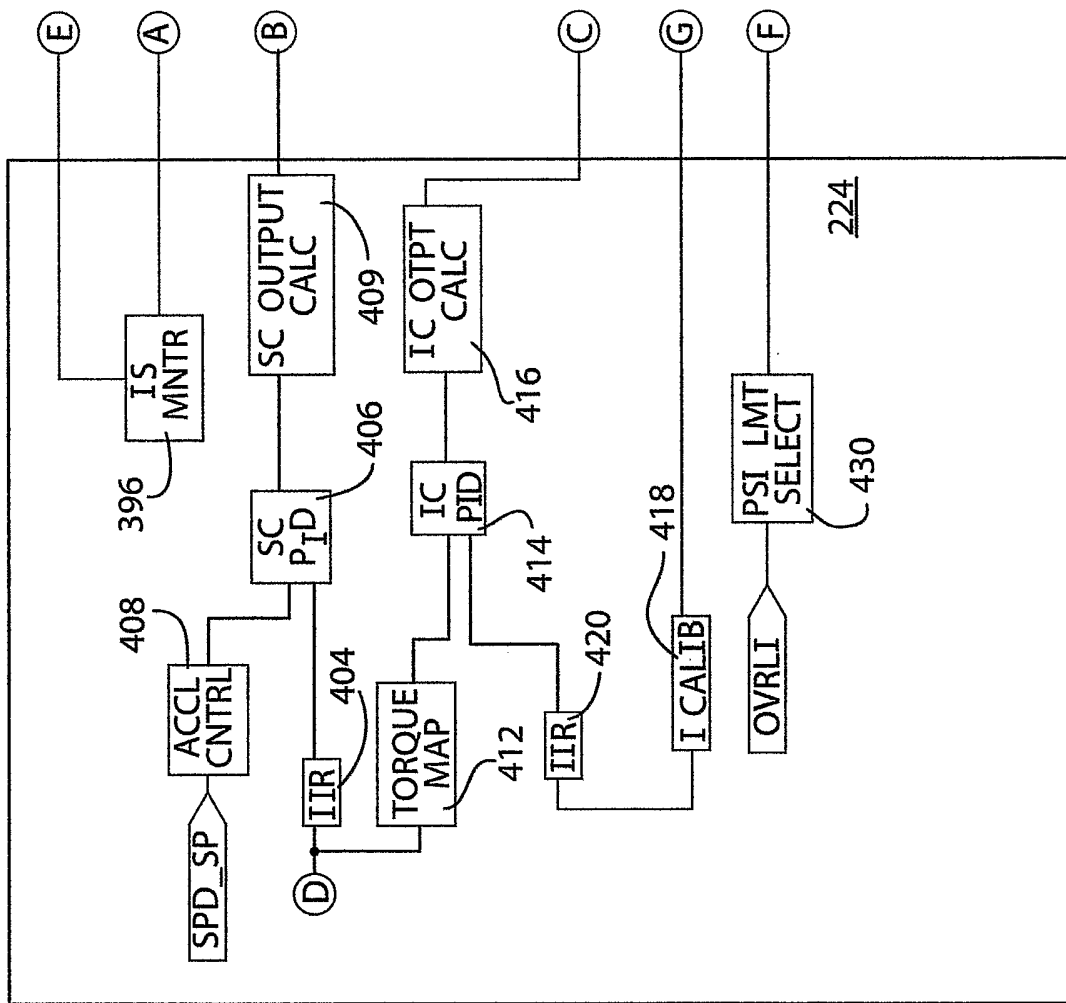 E
A
B
C
G
F
IS
MNTR
396
ACCL
CNTRL
408
SPD_SP
SC
PID
406
SC OUTPUT
CALC
409
IIR
404
D
TORQUE
MAP
412
IC
PID
414
IC OTPT
CALC
416
IIR
420
I CALIB
418
OVRLI
PSI LMT
SELECT
430
224